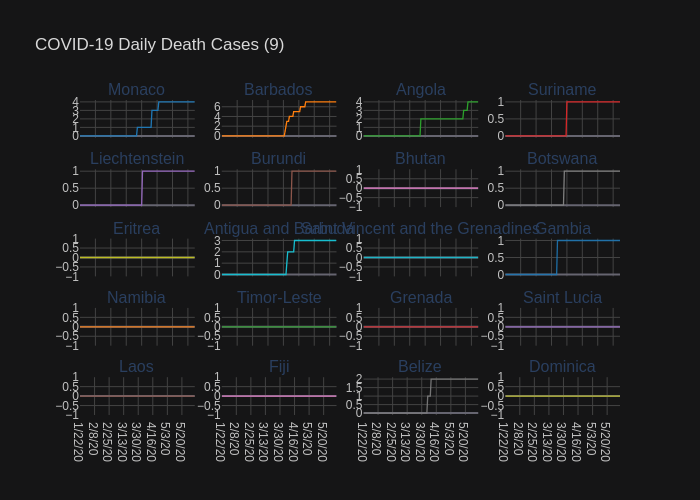 COVID-19 Daily Death Cases (9)
Monaco Barbados Angola Suriname
4 3 2 1 0
6 4 2 0
4 3 2 1 0
1 0.5 0
Liechtenstein Burundi Bhutan Botswana
1 0.5 0
1 0.5 0
1 0.5 0 −0.5 −1
1 0.5 0
Eritrea Antigua and Barbuda Saint Vincent and the Grenadines Gambia
1 0.5 0 −0.5 −1
3 2 1 0
1 0.5 0 −0.5 −1
1 0.5 0
Namibia Timor-Leste Grenada Saint Lucia
1 0.5 0 −0.5 −1
1 0.5 0 −0.5 −1
1 0.5 0 −0.5 −1
1 0.5 0 −0.5 −1
Laos Fiji Belize Dominica
1 0.5 0 −0.5 −1
1 0.5 0 −0.5 −1
2 1.5 1 0.5 0
1 0.5 0 −0.5 −1
1/22/20 2/8/20 2/25/20 3/13/20 3/30/20 4/16/20 5/3/20 5/20/20
1/22/20 2/8/20 2/25/20 3/13/20 3/30/20 4/16/20 5/3/20 5/20/20
1/22/20 2/8/20 2/25/20 3/13/20 3/30/20 4/16/20 5/3/20 5/20/20
1/22/20 2/8/20 2/25/20 3/13/20 3/30/20 4/16/20 5/3/20 5/20/20